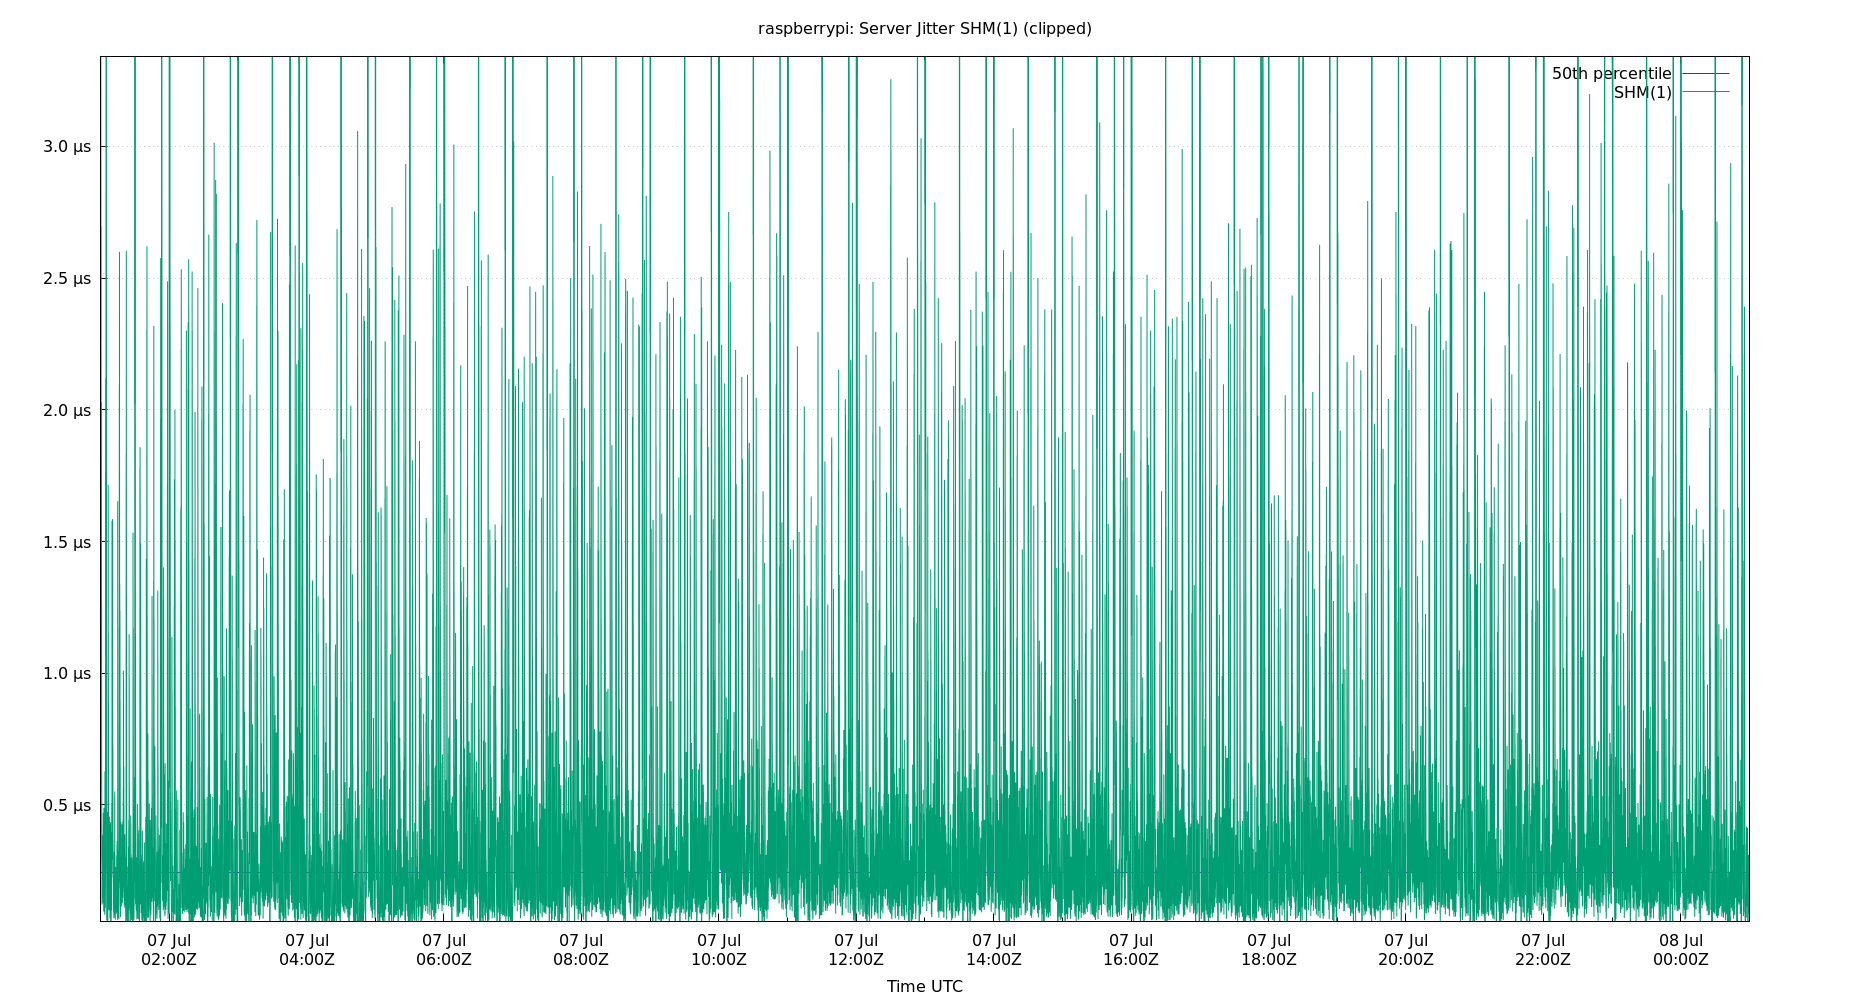 raspberrypi: Server Jitter SHM(1) (clipped)
50th percentile
SHM(1)
3.0 µs
2.5 µs
2.0 µs
1.5 µs
1.0 µs
0.5 µs
07 Jul 07 Jul 07 Jul 07 Jul 07 Jul 07 Jul 07 Jul 07 Jul 07 Jul 07 Jul 07 Jul 08 Jul
02:00Z 04:00Z 06:00Z 08:00Z 10:00Z 12:00Z 14:00Z 16:00Z 18:00Z 20:00Z 22:00Z 00:00Z
Time UTC